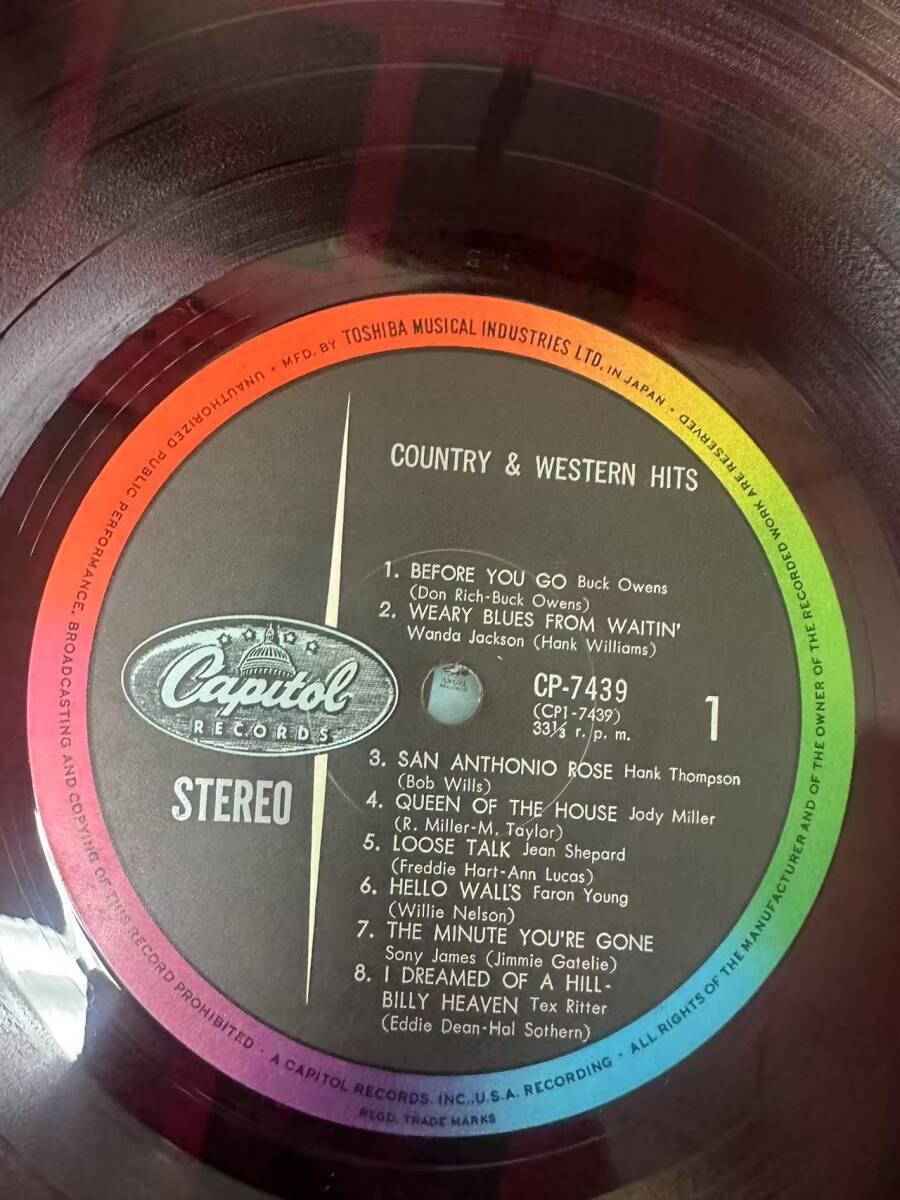 MFD. BY TOSHIBA MUSICAL INDUSTRIES LTD. IN JAPAN • ALL RIGHTS OF THE MANUFACTURER AND OF THE OWNER OF THE RECORDED WORK ARE RESERVED
UNAUTHORIZED PUBLIC PERFORMANCE, BROADCASTING AND COPYING OF THIS RECORD PROHIBITED • A CAPITOL RECORDS, INC., U.S.A. RECORDING •
REGD. TRADE MARKS
COUNTRY & WESTERN HITS
1. BEFORE YOU GO Buck Owens
(Don Rich-Buck Owens)
2. WEARY BLUES FROM WAITIN'
Wanda Jackson (Hank Williams)
Capitol
RECORDS
STEREO
CP-7439
(CP1-7439)
33⅓ r. p. m.
1
3. SAN ANTHONIO ROSE Hank Thompson
(Bob Wills)
4. QUEEN OF THE HOUSE Jody Miller
(R. Miller-M. Taylor)
5. LOOSE TALK Jean Shepard
(Freddie Hart-Ann Lucas)
6. HELLO WALL'S Faron Young
(Willie Nelson)
7. THE MINUTE YOU'RE GONE
Sony James (Jimmie Gatelie)
8. I DREAMED OF A HILL-
BILLY HEAVEN Tex Ritter
(Eddie Dean-Hal Sothern)